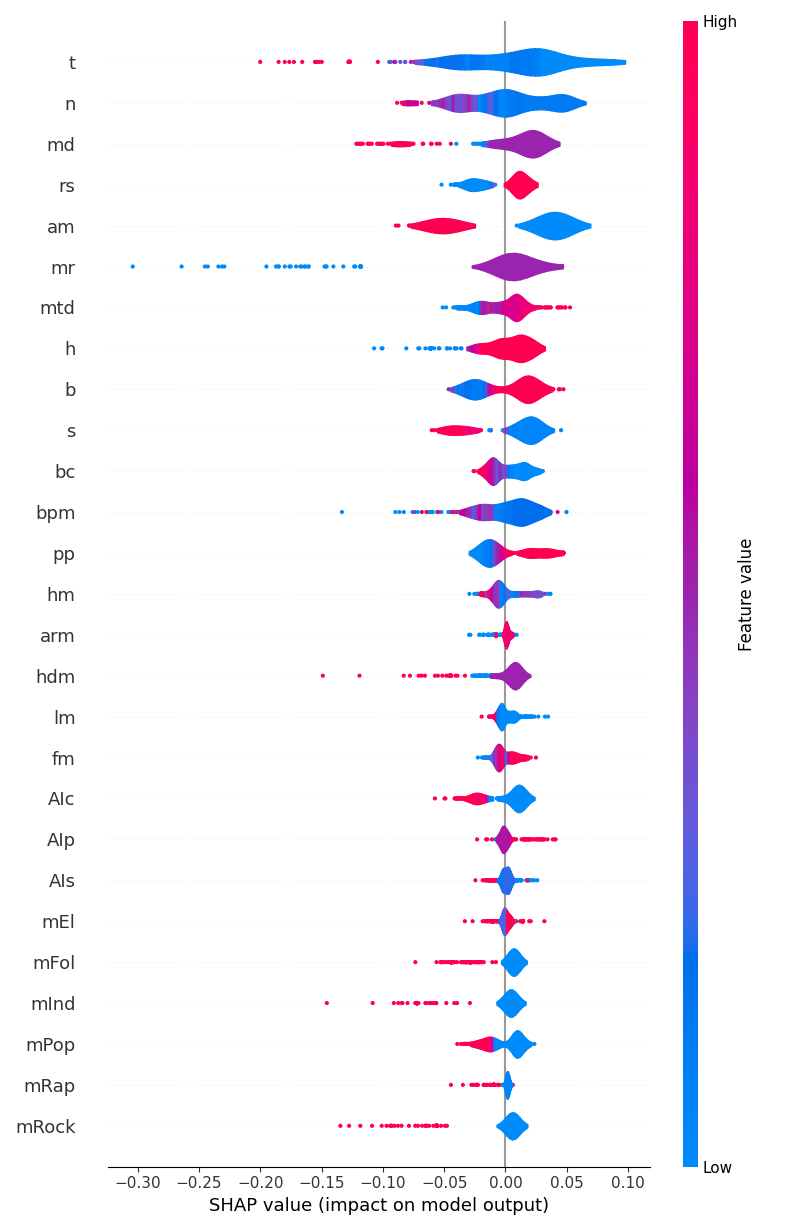 High
t
n
md
rs
am
mr
mtd
h
b
s
bc
bpm
pp
hm
arm
hdm
lm
fm
AIc
AIp
AIs
mEl
mFol
mInd
mPop
mRap
mRock
Feature value
Low
−0.30 −0.25 −0.20 −0.15 −0.10 −0.05 0.00 0.05 0.10
SHAP value (impact on model output)